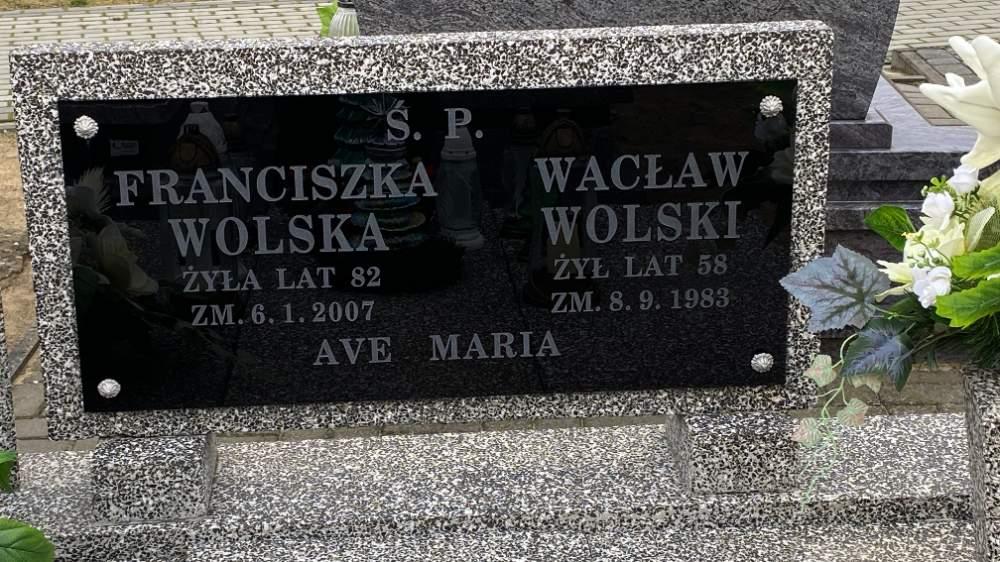 Ś. P.
FRANCISZKA
WOLSKA
ŻYŁA LAT 82
ZM. 6. 1. 2007
WACŁAW
WOLSKI
ŻYŁ LAT 58
ZM. 8. 9. 1983
AVE MARIA